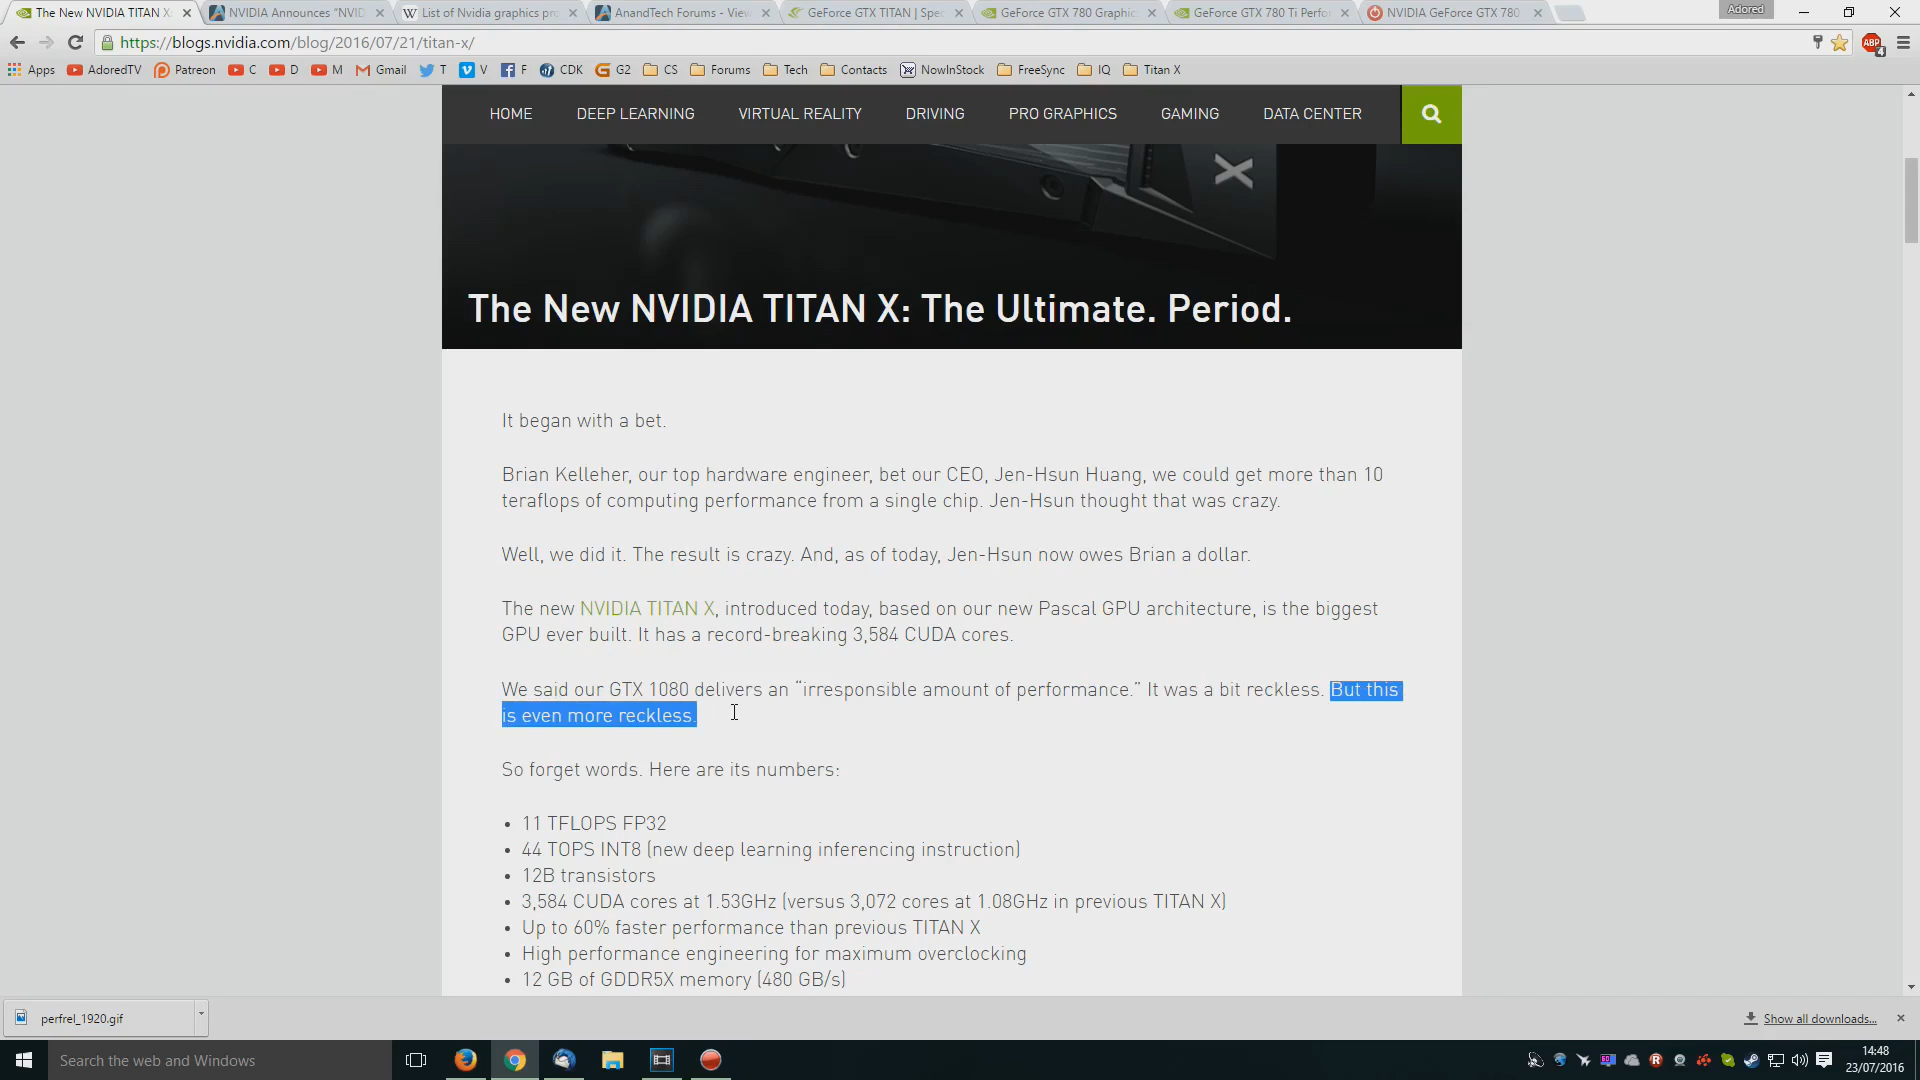 The New NVIDIA TITAN X:
NVIDIA Announces "NVID
List of Nvidia graphics pro
AnandTech Forums - View
GeForce GTX TITAN | Spec
GeForce GTX 780 Graphics
GeForce GTX 780 Ti Perfo
NVIDIA GeForce GTX 780
Adored
https://blogs.nvidia.com/blog/2016/07/21/titan-x/
ABP
4
Apps
AdoredTV
Patreon
C
D
M
Gmail
T
V
F
CDK
G2
CS
Forums
Tech
Contacts
NowInStock
FreeSync
IQ
Titan X
HOME
DEEP LEARNING
VIRTUAL REALITY
DRIVING
PRO GRAPHICS
GAMING
DATA CENTER
X
The New NVIDIA TITAN X: The Ultimate. Period.
It began with a bet.
Brian Kelleher, our top hardware engineer, bet our CEO, Jen-Hsun Huang, we could get more than 10
teraflops of computing performance from a single chip. Jen-Hsun thought that was crazy.
Well, we did it. The result is crazy. And, as of today, Jen-Hsun now owes Brian a dollar.
The new NVIDIA TITAN X, introduced today, based on our new Pascal GPU architecture, is the biggest
GPU ever built. It has a record-breaking 3,584 CUDA cores.
We said our GTX 1080 delivers an “irresponsible amount of performance.” It was a bit reckless. But this
is even more reckless.
So forget words. Here are its numbers:
• 11 TFLOPS FP32
• 44 TOPS INT8 (new deep learning inferencing instruction)
• 12B transistors
• 3,584 CUDA cores at 1.53GHz (versus 3,072 cores at 1.08GHz in previous TITAN X)
• Up to 60% faster performance than previous TITAN X
• High performance engineering for maximum overclocking
• 12 GB of GDDR5X memory (480 GB/s)
perfrel_1920.gif
Show all downloads...
Search the web and Windows
14:48
23/07/2016